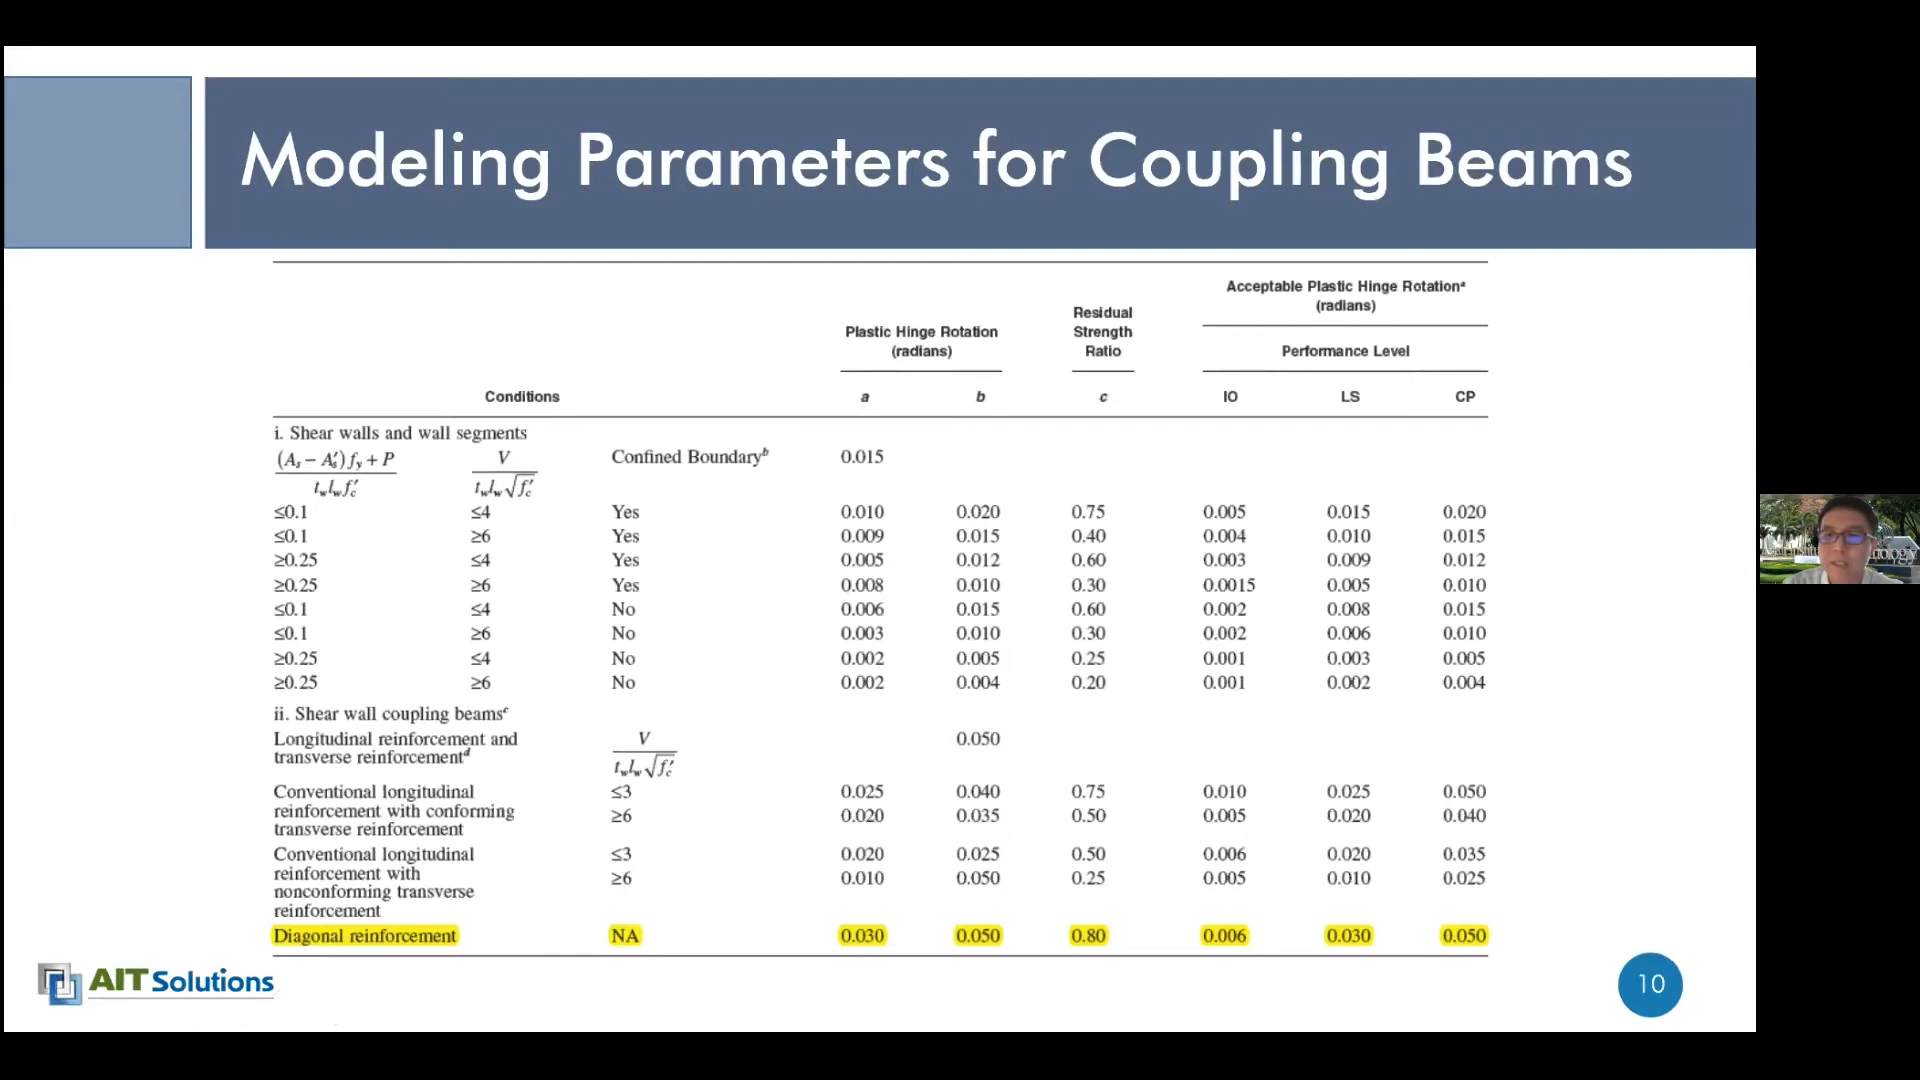 Modeling Parameters for Coupling Beams
Acceptable Plastic Hinge Rotationᵃ
(radians)
Residual
Strength
Ratio
Plastic Hinge Rotation
(radians)
Performance Level
Conditions a b c IO LS CP
i. Shear walls and wall segments
(Aₛ − A′ₛ) f_y + P / t_w l_w f′_c V / t_w l_w √f′_c Confined Boundaryᵇ 0.015
≤0.1 ≤4 Yes 0.010 0.020 0.75 0.005 0.015 0.020
≤0.1 ≥6 Yes 0.009 0.015 0.40 0.004 0.010 0.015
≥0.25 ≤4 Yes 0.005 0.012 0.60 0.003 0.009 0.012
≥0.25 ≥6 Yes 0.008 0.010 0.30 0.0015 0.005 0.010
≤0.1 ≤4 No 0.006 0.015 0.60 0.002 0.008 0.015
≤0.1 ≥6 No 0.003 0.010 0.30 0.002 0.006 0.010
≥0.25 ≤4 No 0.002 0.005 0.25 0.001 0.003 0.005
≥0.25 ≥6 No 0.002 0.004 0.20 0.001 0.002 0.004
ii. Shear wall coupling beamsᶜ
Longitudinal reinforcement and V / t_w l_w √f′_c 0.050
transverse reinforcementᵈ
Conventional longitudinal ≤3 0.025 0.040 0.75 0.010 0.025 0.050
reinforcement with conforming ≥6 0.020 0.035 0.50 0.005 0.020 0.040
transverse reinforcement
Conventional longitudinal ≤3 0.020 0.025 0.50 0.006 0.020 0.035
reinforcement with ≥6 0.010 0.050 0.25 0.005 0.010 0.025
nonconforming transverse
reinforcement
Diagonal reinforcement NA 0.030 0.050 0.80 0.006 0.030 0.050
AIT Solutions
10